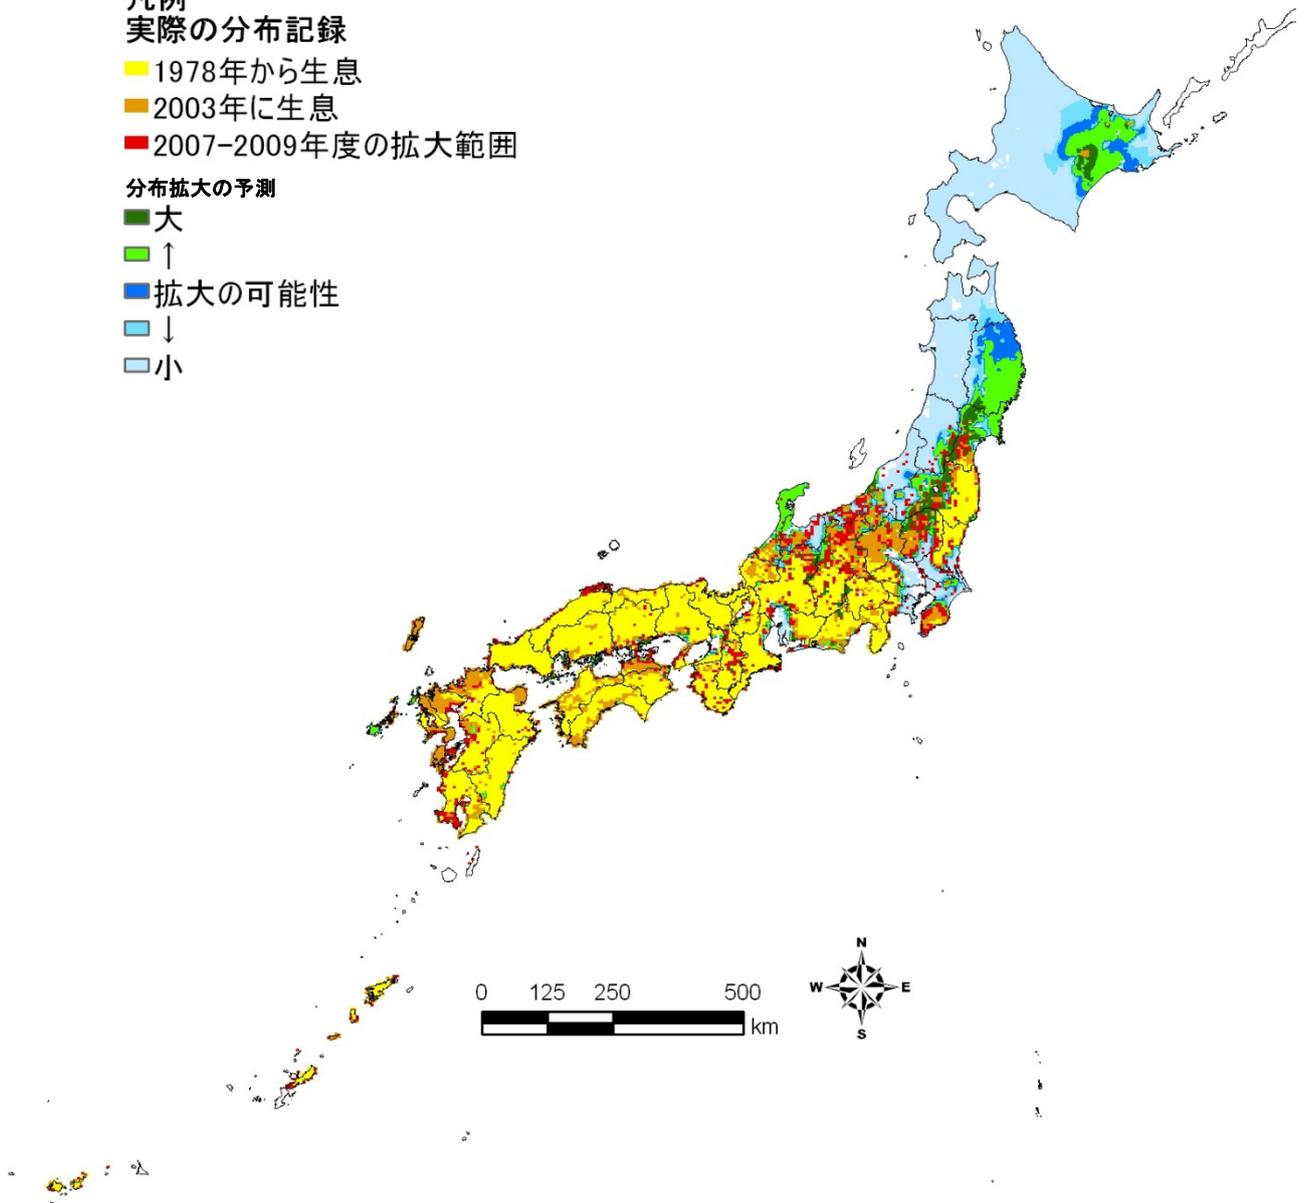 凡例
実際の分布記録
1978年から生息
2003年に生息
2007-2009年度の拡大範囲
分布拡大の予測
大
↑
拡大の可能性
↓
小
N
W E
S
0 125 250 500
km